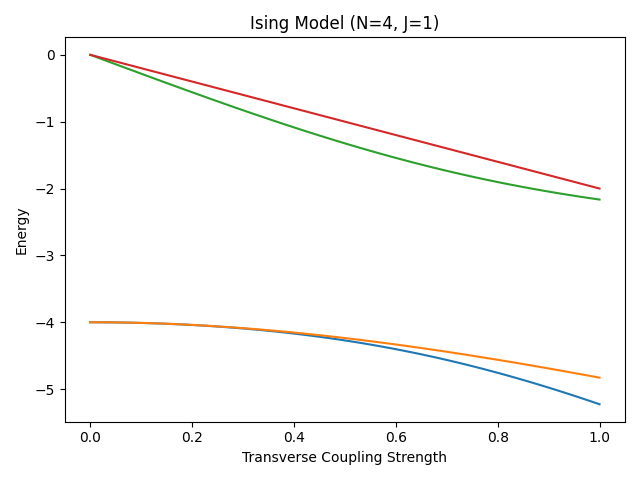 Ising Model (N=4, J=1)
0
−1
−2
−3
−4
−5
Energy
0.0 0.2 0.4 0.6 0.8 1.0
Transverse Coupling Strength